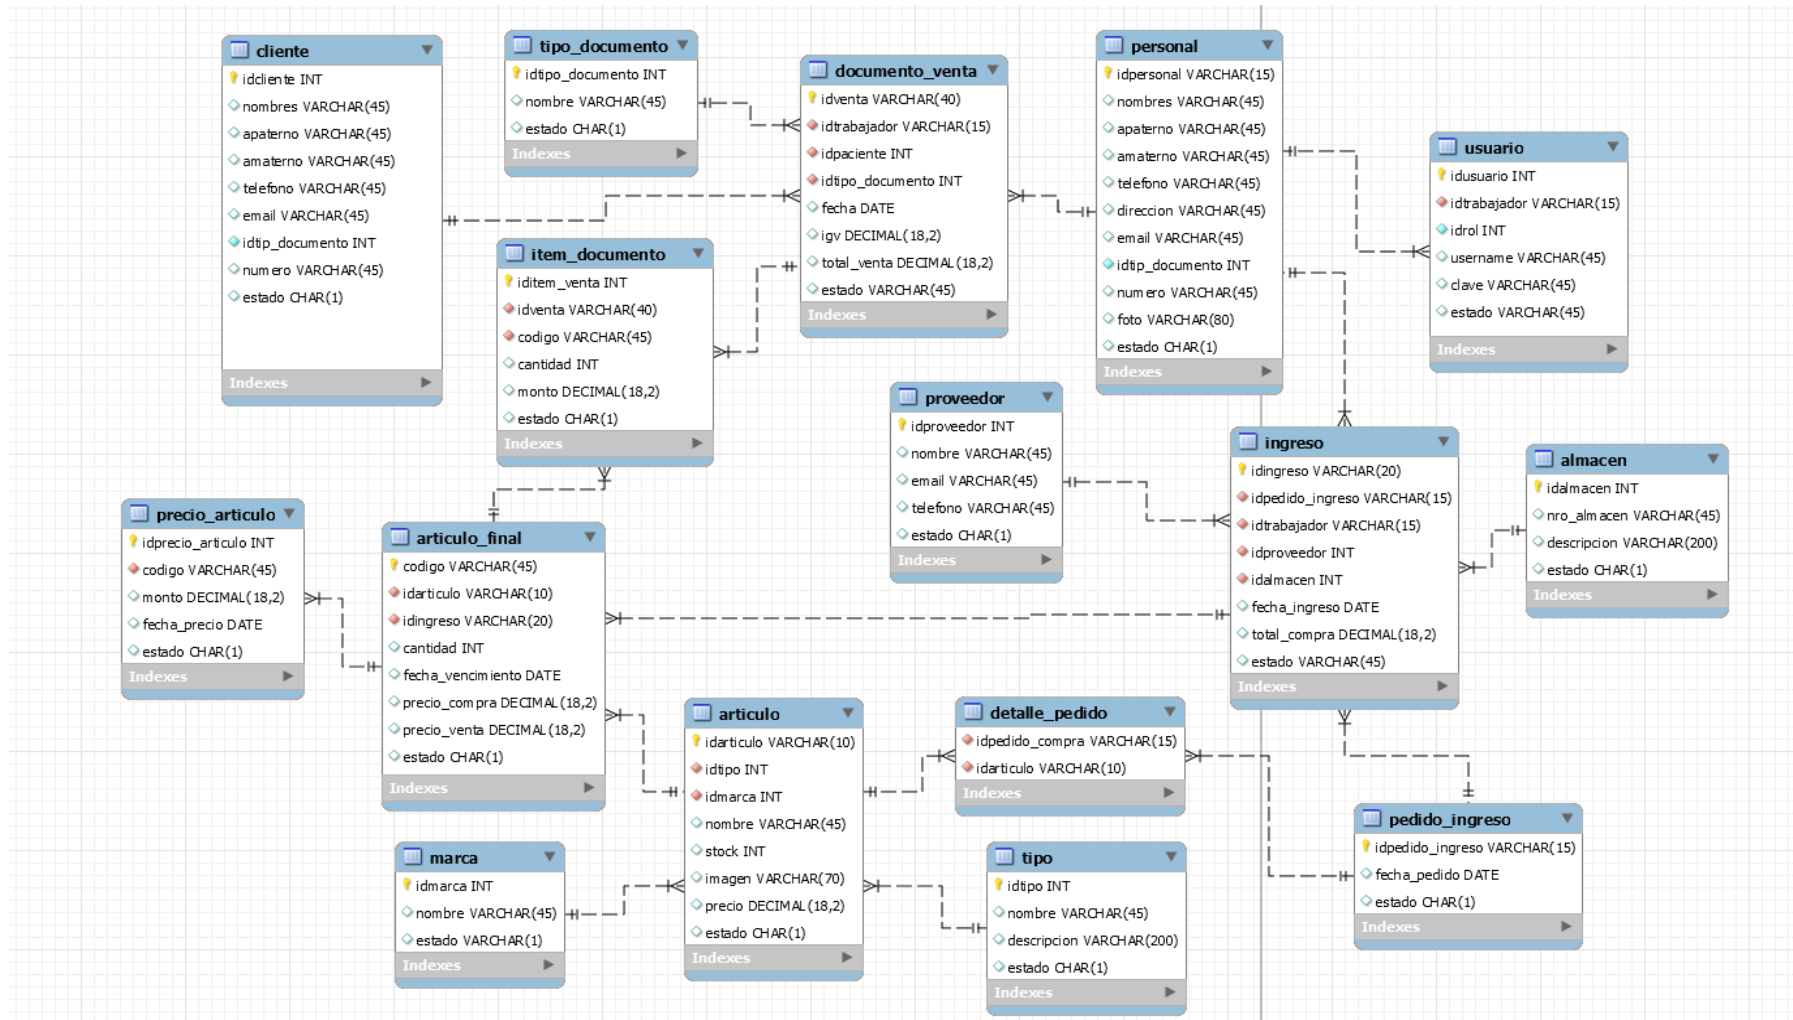 cliente
idcliente INT
nombres VARCHAR(45)
apaterno VARCHAR(45)
amaterno VARCHAR(45)
telefono VARCHAR(45)
email VARCHAR(45)
idtip_documento INT
numero VARCHAR(45)
estado CHAR(1)
Indexes
tipo_documento
idtipo_documento INT
nombre VARCHAR(45)
estado CHAR(1)
Indexes
documento_venta
idventa VARCHAR(40)
idtrabajador VARCHAR(15)
idpaciente INT
idtipo_documento INT
fecha DATE
igv DECIMAL(18,2)
total_venta DECIMAL(18,2)
estado VARCHAR(45)
Indexes
personal
idpersonal VARCHAR(15)
nombres VARCHAR(45)
apaterno VARCHAR(45)
amaterno VARCHAR(45)
telefono VARCHAR(45)
direccion VARCHAR(45)
email VARCHAR(45)
idtip_documento INT
numero VARCHAR(45)
foto VARCHAR(80)
estado CHAR(1)
Indexes
usuario
idusuario INT
idtrabajador VARCHAR(15)
idrol INT
username VARCHAR(45)
clave VARCHAR(45)
estado VARCHAR(45)
Indexes
item_documento
iditem_venta INT
idventa VARCHAR(40)
codigo VARCHAR(45)
cantidad INT
monto DECIMAL(18,2)
estado CHAR(1)
Indexes
proveedor
idproveedor INT
nombre VARCHAR(45)
email VARCHAR(45)
telefono VARCHAR(45)
estado CHAR(1)
Indexes
ingreso
idingreso VARCHAR(20)
idpedido_ingreso VARCHAR(15)
idtrabajador VARCHAR(15)
idproveedor INT
idalmacen INT
fecha_ingreso DATE
total_compra DECIMAL(18,2)
estado VARCHAR(45)
Indexes
almacen
idalmacen INT
nro_almacen VARCHAR(45)
descripcion VARCHAR(200)
estado CHAR(1)
Indexes
precio_articulo
idprecio_articulo INT
codigo VARCHAR(45)
monto DECIMAL(18,2)
fecha_precio DATE
estado CHAR(1)
Indexes
articulo_final
codigo VARCHAR(45)
idarticulo VARCHAR(10)
idingreso VARCHAR(20)
cantidad INT
fecha_vencimiento DATE
precio_compra DECIMAL(18,2)
precio_venta DECIMAL(18,2)
estado CHAR(1)
Indexes
articulo
idarticulo VARCHAR(10)
idtipo INT
idmarca INT
nombre VARCHAR(45)
stock INT
imagen VARCHAR(70)
precio DECIMAL(18,2)
estado CHAR(1)
Indexes
detalle_pedido
idpedido_compra VARCHAR(15)
idarticulo VARCHAR(10)
Indexes
marca
idmarca INT
nombre VARCHAR(45)
estado VARCHAR(1)
Indexes
tipo
idtipo INT
nombre VARCHAR(45)
descripcion VARCHAR(200)
estado CHAR(1)
Indexes
pedido_ingreso
idpedido_ingreso VARCHAR(15)
fecha_pedido DATE
estado CHAR(1)
Indexes